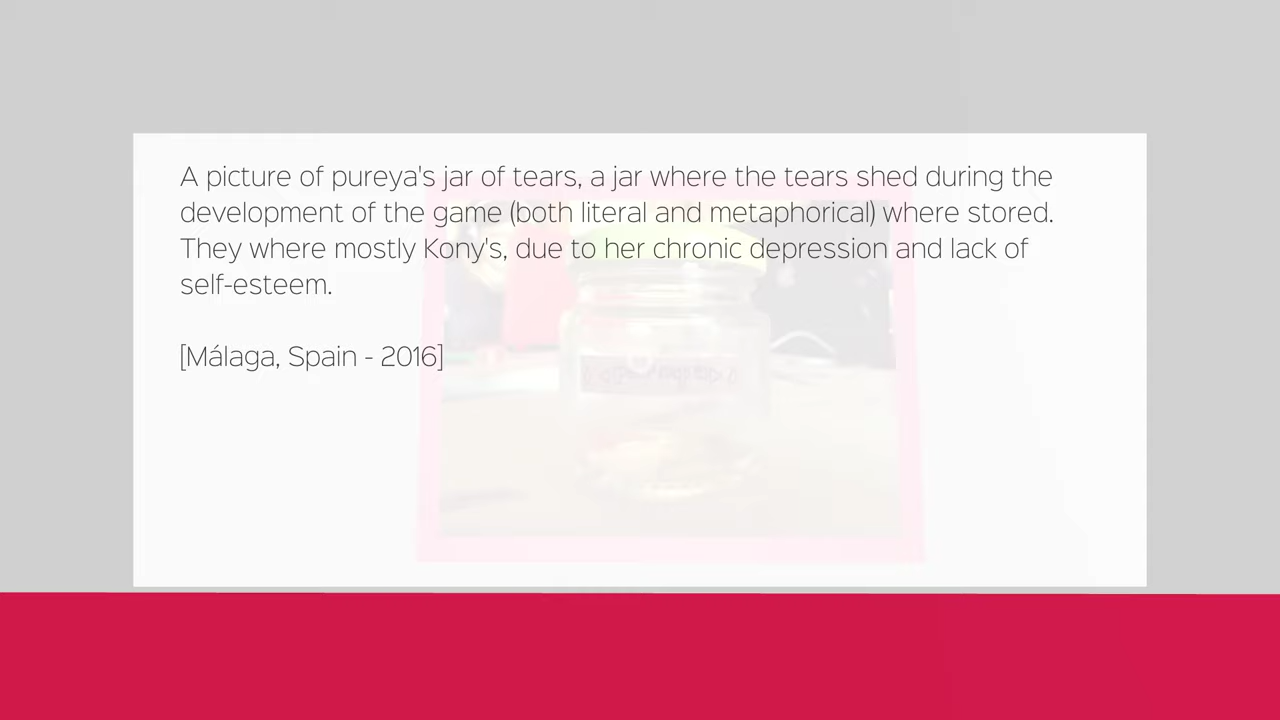 A picture of pureya's jar of tears, a jar where the tears shed during the
development of the game (both literal and metaphorical) where stored.
They where mostly Kony's, due to her chronic depression and lack of
self-esteem.
[Málaga, Spain - 2016]